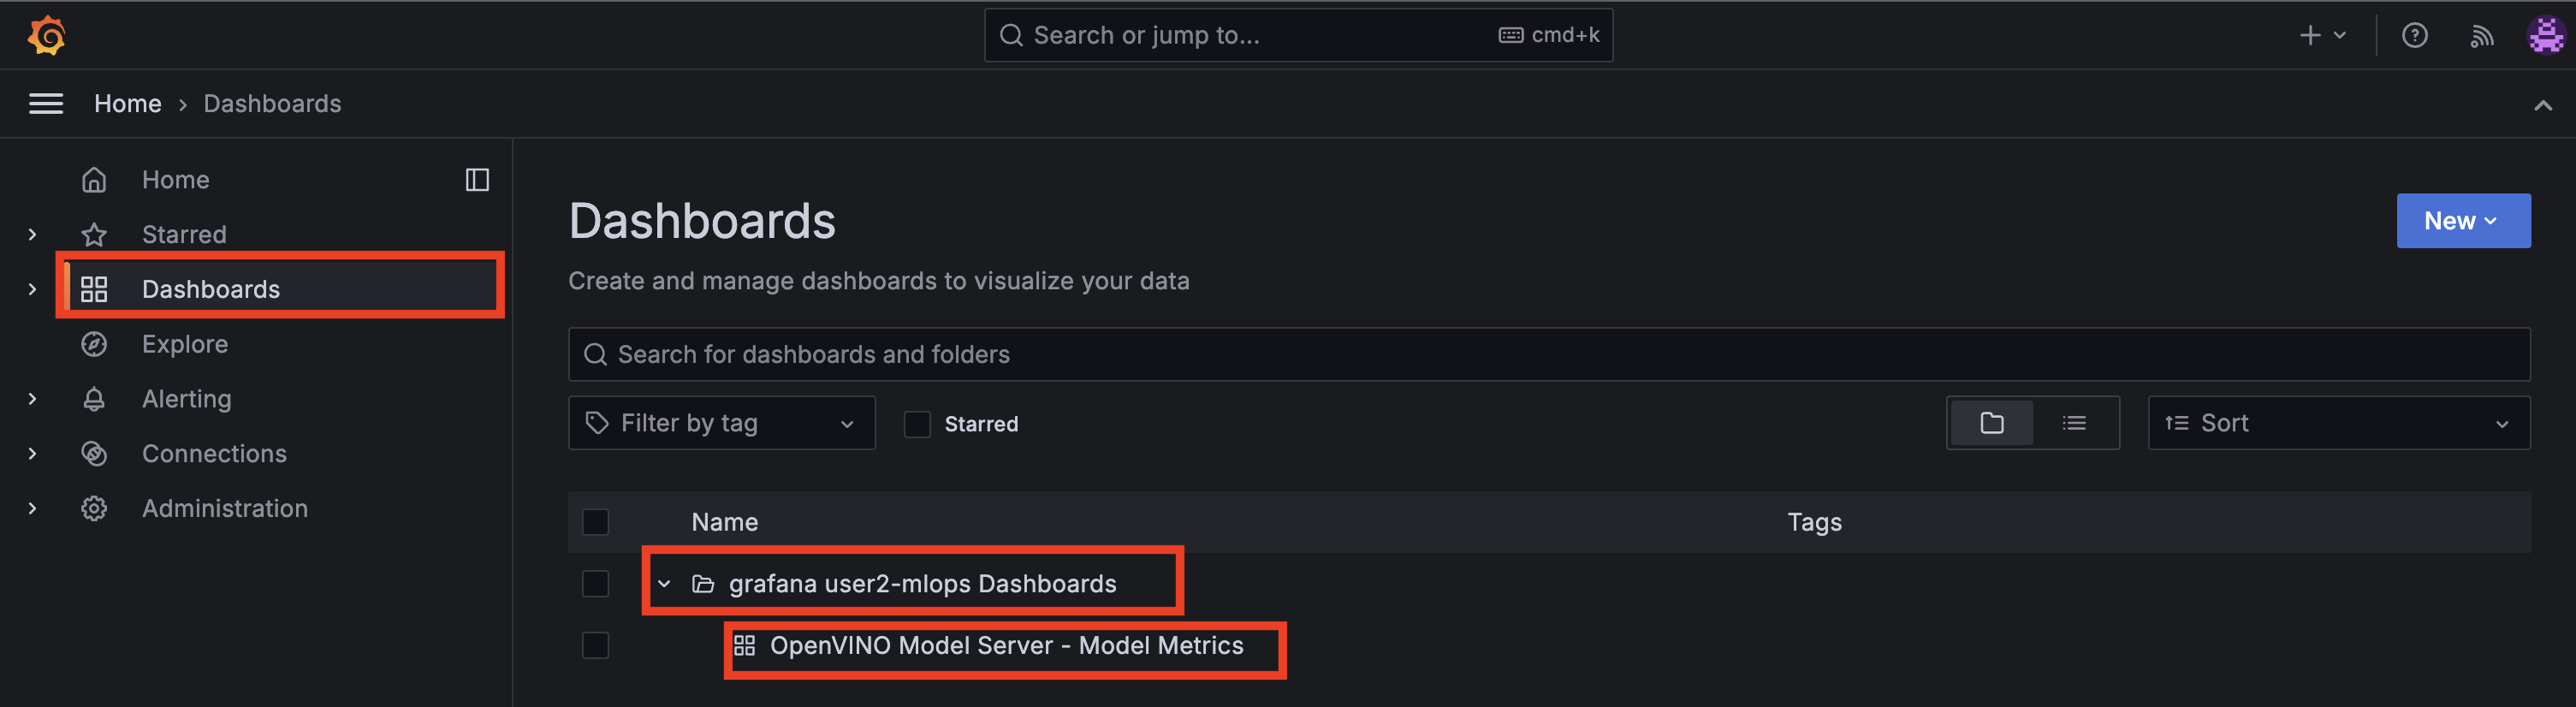 Search or jump to...
cmd+k
Home
Dashboards
Home
Starred
Dashboards
Explore
Alerting
Connections
Administration
Dashboards
New
Create and manage dashboards to visualize your data
Search for dashboards and folders
Filter by tag
Starred
Sort
Name
Tags
grafana user2-mlops Dashboards
OpenVINO Model Server - Model Metrics